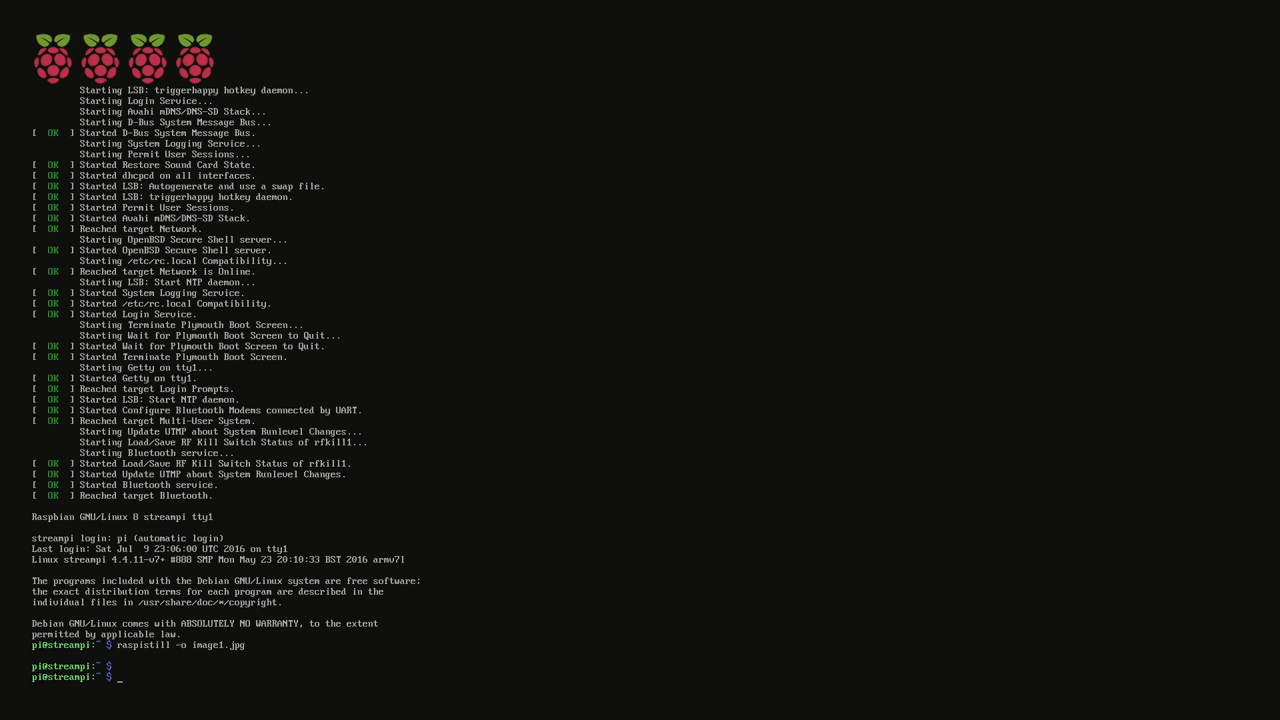 Starting LSB: triggerhappy hotkey daemon...
Starting Login Service...
Starting Avahi mDNS/DNS-SD Stack...
Starting D-Bus System Message Bus...
[  OK  ] Started D-Bus System Message Bus.
Starting System Logging Service...
Starting Permit User Sessions...
[  OK  ] Started Restore Sound Card State.
[  OK  ] Started dhcpcd on all interfaces.
[  OK  ] Started LSB: Autogenerate and use a swap file.
[  OK  ] Started LSB: triggerhappy hotkey daemon.
[  OK  ] Started Permit User Sessions.
[  OK  ] Started Avahi mDNS/DNS-SD Stack.
[  OK  ] Reached target Network.
Starting OpenBSD Secure Shell server...
[  OK  ] Started OpenBSD Secure Shell server.
Starting /etc/rc.local Compatibility...
[  OK  ] Reached target Network is Online.
Starting LSB: Start NTP daemon...
[  OK  ] Started System Logging Service.
[  OK  ] Started /etc/rc.local Compatibility.
[  OK  ] Started Login Service.
Starting Terminate Plymouth Boot Screen...
Starting Wait for Plymouth Boot Screen to Quit...
[  OK  ] Started Wait for Plymouth Boot Screen to Quit.
[  OK  ] Started Terminate Plymouth Boot Screen.
Starting Getty on tty1...
[  OK  ] Started Getty on tty1.
[  OK  ] Reached target Login Prompts.
[  OK  ] Started LSB: Start NTP daemon.
[  OK  ] Started Configure Bluetooth Modems connected by UART.
[  OK  ] Reached target Multi-User System.
Starting Update UTMP about System Runlevel Changes...
Starting Load/Save RF Kill Switch Status of rfkill1...
Starting Bluetooth service...
[  OK  ] Started Load/Save RF Kill Switch Status of rfkill1.
[  OK  ] Started Update UTMP about System Runlevel Changes.
[  OK  ] Started Bluetooth service.
[  OK  ] Reached target Bluetooth.
Raspbian GNU/Linux 8 streampi tty1
streampi login: pi (automatic login)
Last login: Sat Jul  9 23:06:00 UTC 2016 on tty1
Linux streampi 4.4.11-v7+ #888 SMP Mon May 23 20:10:33 BST 2016 armv7l
The programs included with the Debian GNU/Linux system are free software;
the exact distribution terms for each program are described in the
individual files in /usr/share/doc/*/copyright.
Debian GNU/Linux comes with ABSOLUTELY NO WARRANTY, to the extent
permitted by applicable law.
pi@streampi:~ $ raspistill -o image1.jpg
pi@streampi:~ $
pi@streampi:~ $ _